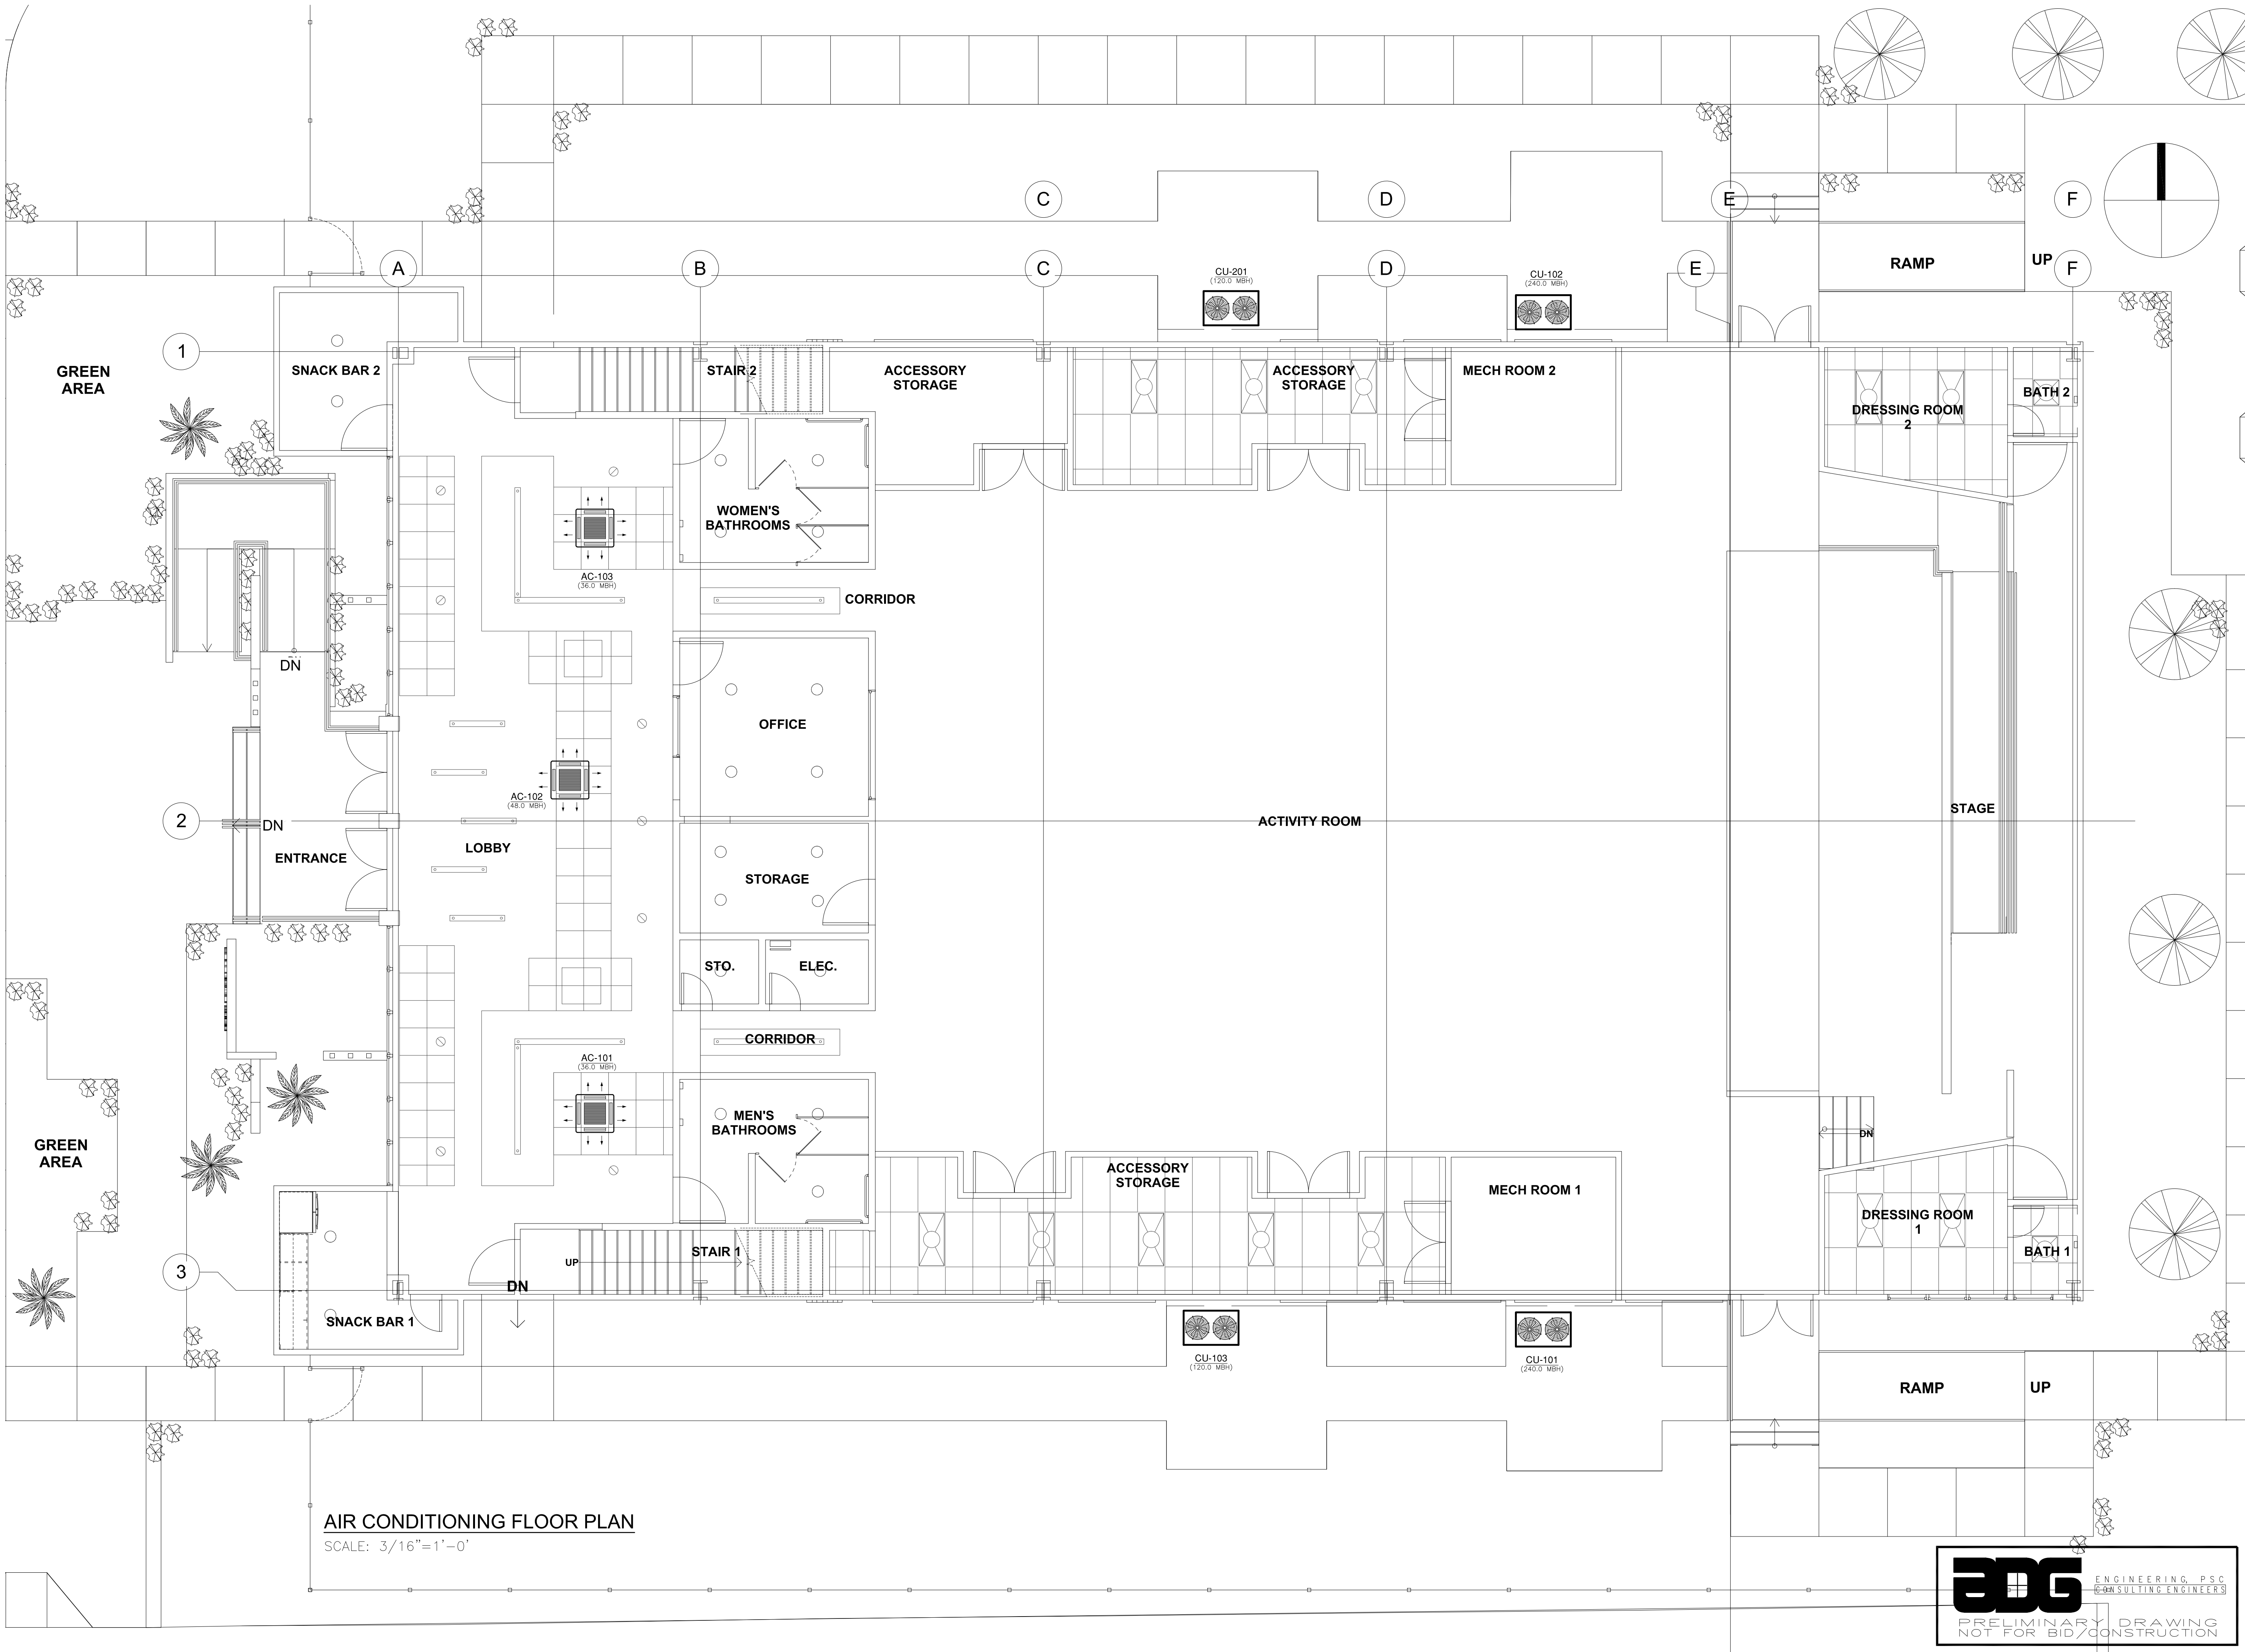 C
D
E
F
RAMP
UP
A
B
C
D
E
F
CU-201
(120.0 MBH)
CU-102
(240.0 MBH)
1
GREEN
AREA
SNACK BAR 2
STAIR 2
ACCESSORY
STORAGE
ACCESSORY
STORAGE
MECH ROOM 2
DRESSING ROOM
2
BATH 2
WOMEN'S
BATHROOMS
AC-103
(36.0 MBH)
CORRIDOR
DN
OFFICE
AC-102
(48.0 MBH)
2
DN
ENTRANCE
LOBBY
ACTIVITY ROOM
STAGE
STORAGE
STO.
ELEC.
CORRIDOR
AC-101
(36.0 MBH)
MEN'S
BATHROOMS
GREEN
AREA
DN
ACCESSORY
STORAGE
MECH ROOM 1
DRESSING ROOM
1
BATH 1
STAIR 1
UP
3
DN
SNACK BAR 1
CU-103
(120.0 MBH)
CU-101
(240.0 MBH)
RAMP
UP
AIR CONDITIONING FLOOR PLAN
SCALE: 3/16"=1'-0'
aDG
ENGINEERING, PSC
CONSULTING ENGINEERS
PRELIMINARY DRAWING
NOT FOR BID/CONSTRUCTION